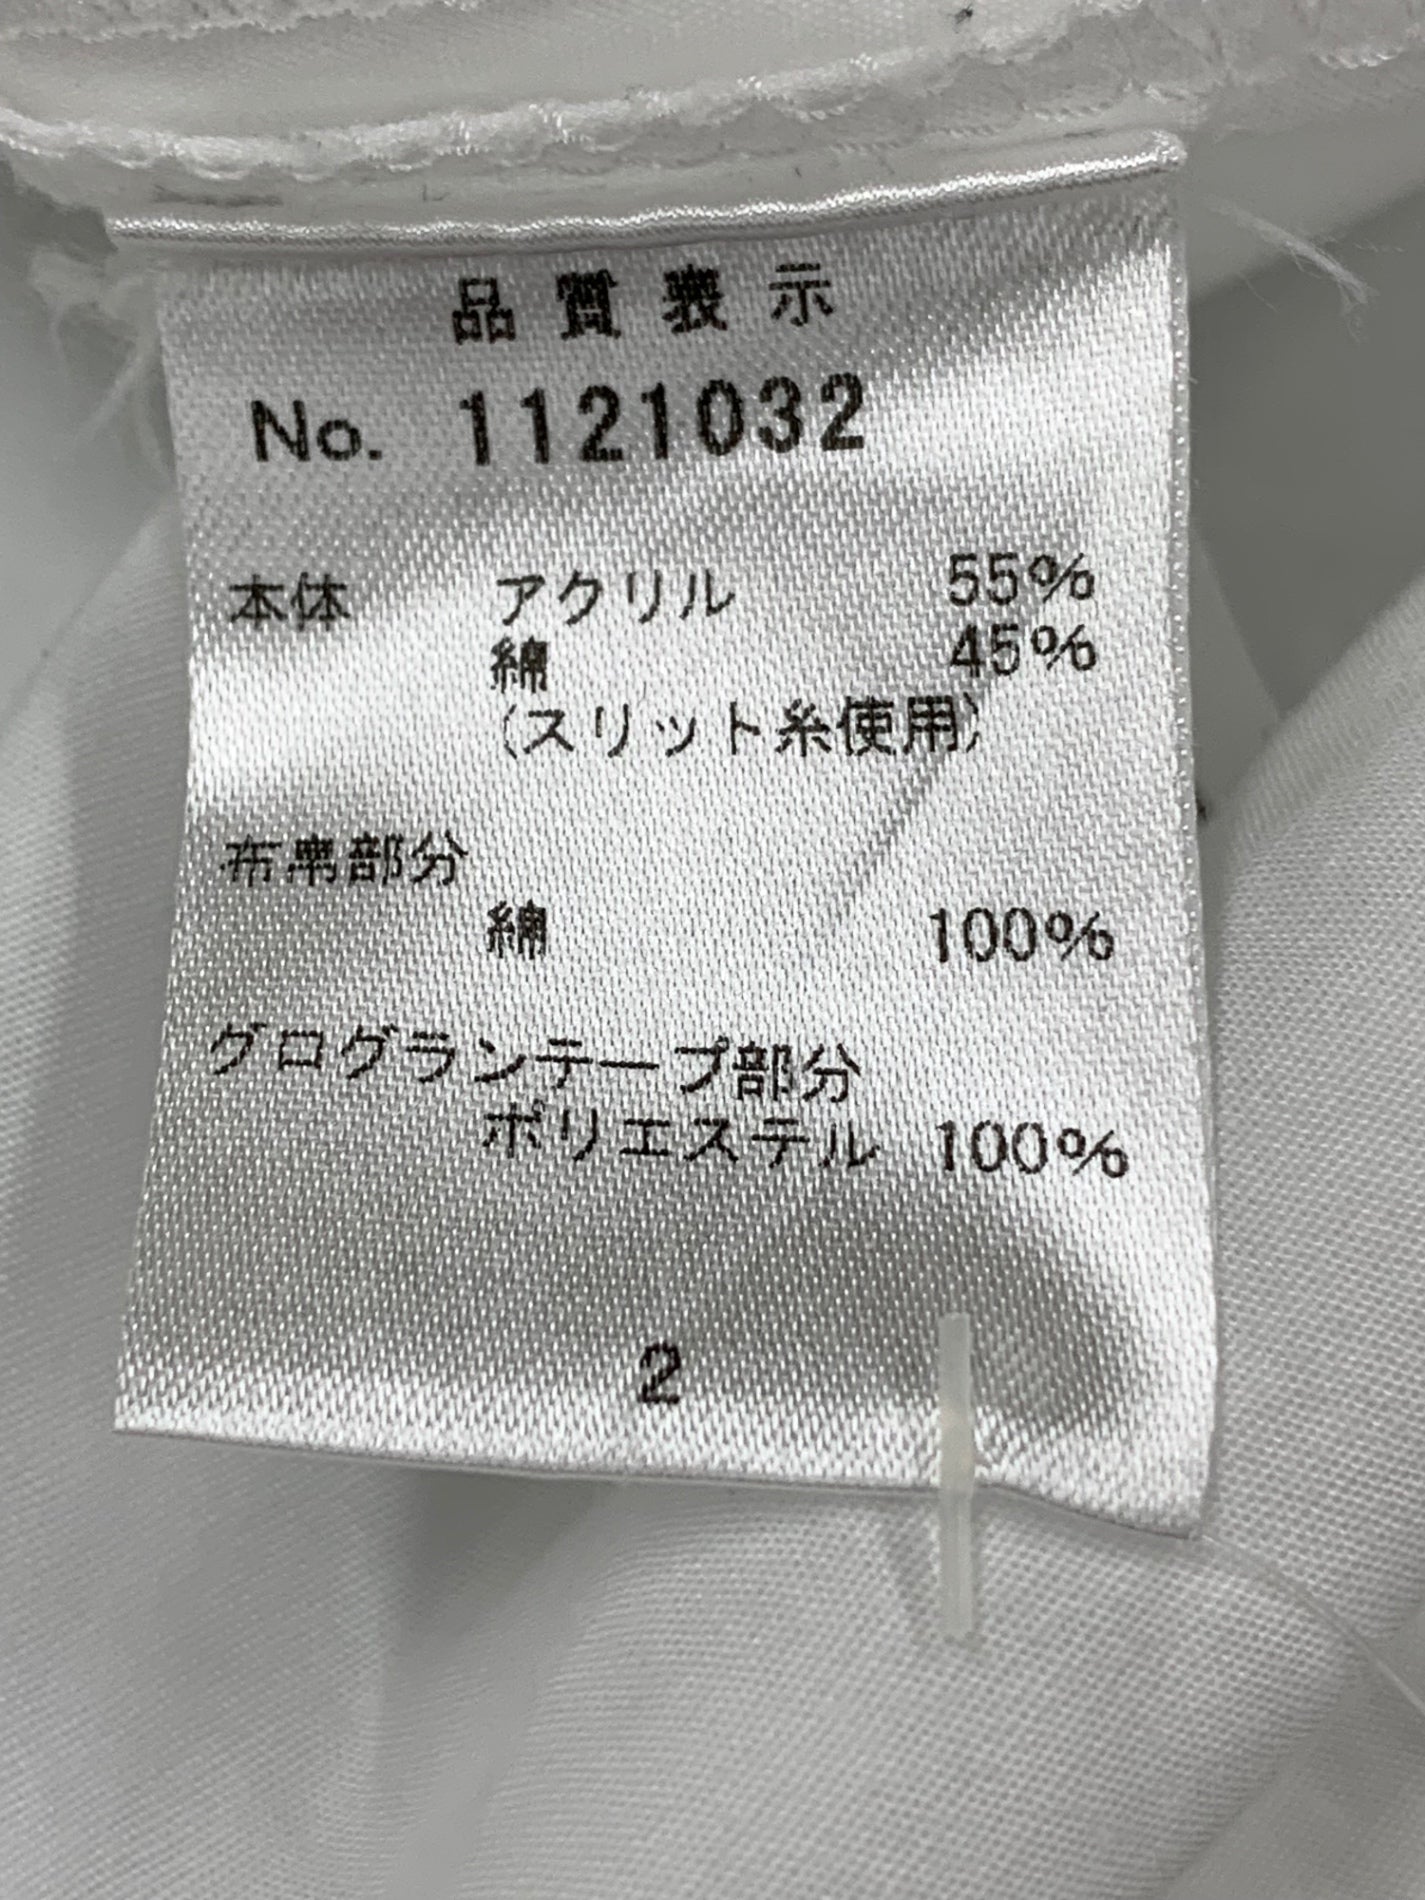 品質表示
No. 1121032
本体 アクリル 55%
綿 45%
(スリット糸使用)
布帛部分
綿 100%
グログランテープ部分
ポリエステル 100%
2